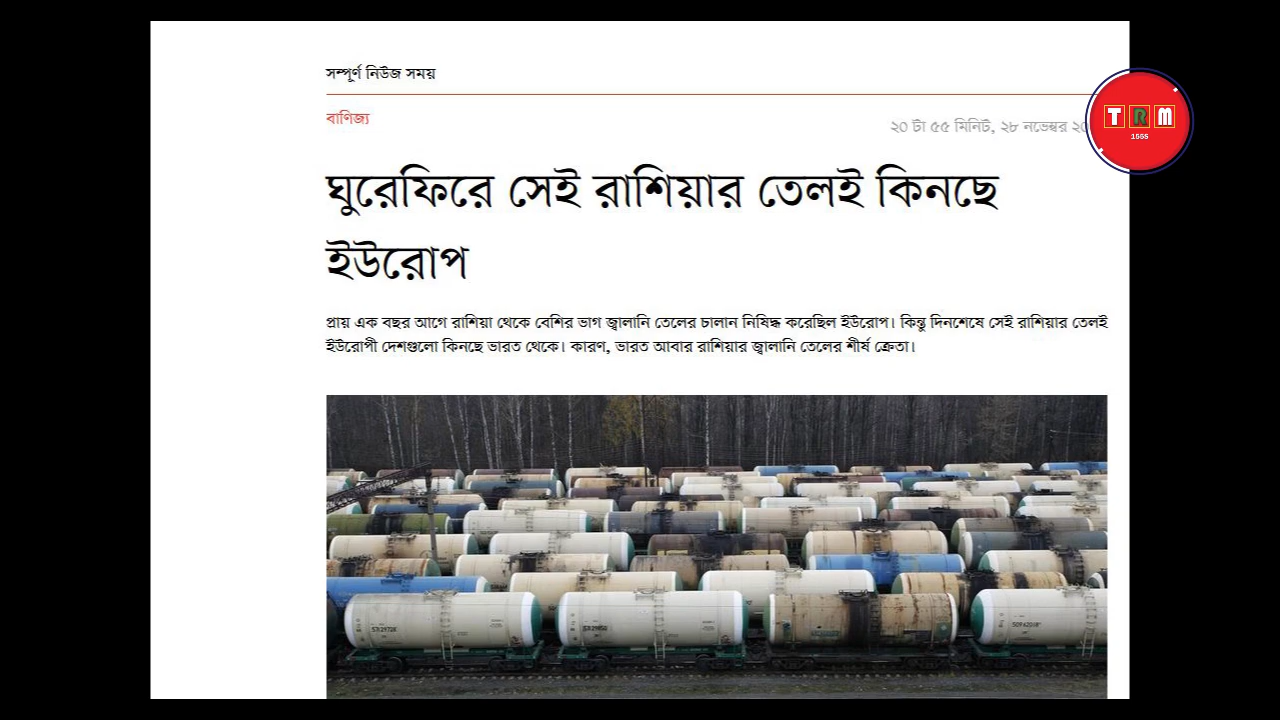 সম্পূর্ণ নিউজ সময়
বাণিজ্য
২০ টা ৫৫ মিনিট, ২৮ নভেম্বর
T R M
1565
ঘুরেফিরে সেই রাশিয়ার তেলই কিনছে
ইউরোপ
প্রায় এক বছর আগে রাশিয়া থেকে বেশির ভাগ জ্বালানি তেলের চালান নিষিদ্ধ করেছিল ইউরোপ। কিন্তু দিনশেষে সেই রাশিয়ার তেলই
ইউরোপী দেশগুলো কিনছে ভারত থেকে। কারণ, ভারত আবার রাশিয়ার জ্বালানি তেলের শীর্ষ ক্রেতা।